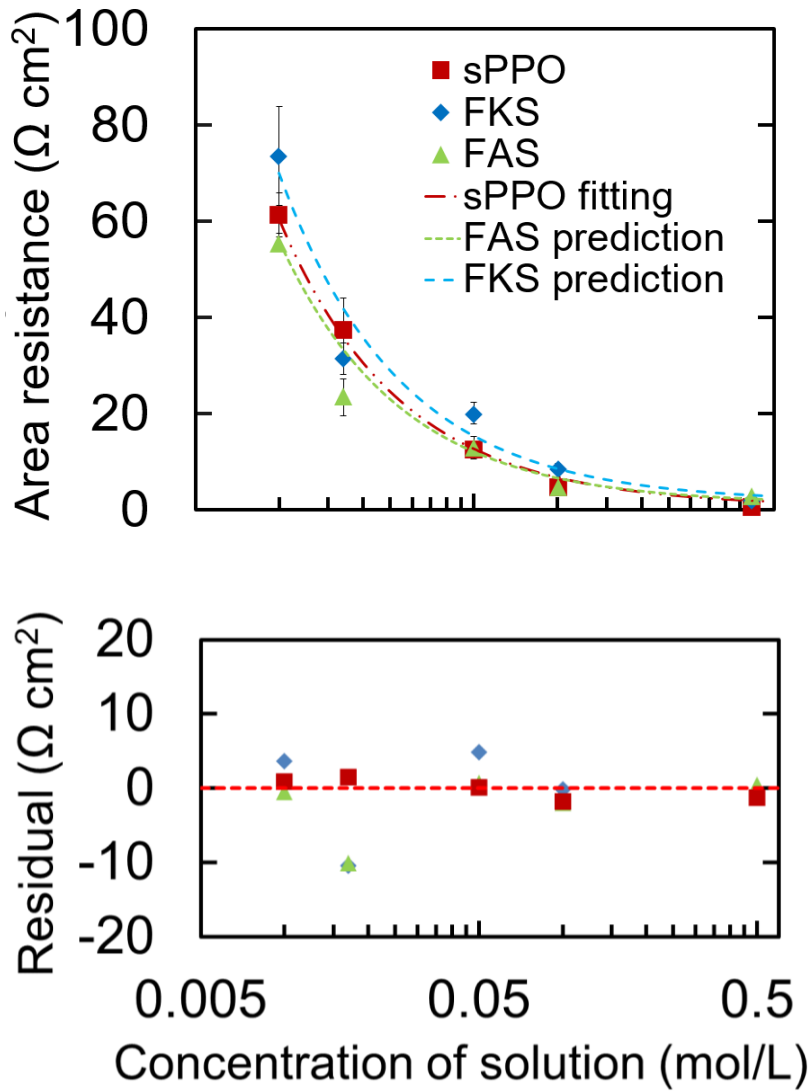 Area resistance (Ω cm²)
100
80
60
40
20
0
sPPO
FKS
FAS
sPPO fitting
FAS prediction
FKS prediction
Residual (Ω cm²)
20
10
0
-10
-20
0.005 0.05 0.5
Concentration of solution (mol/L)